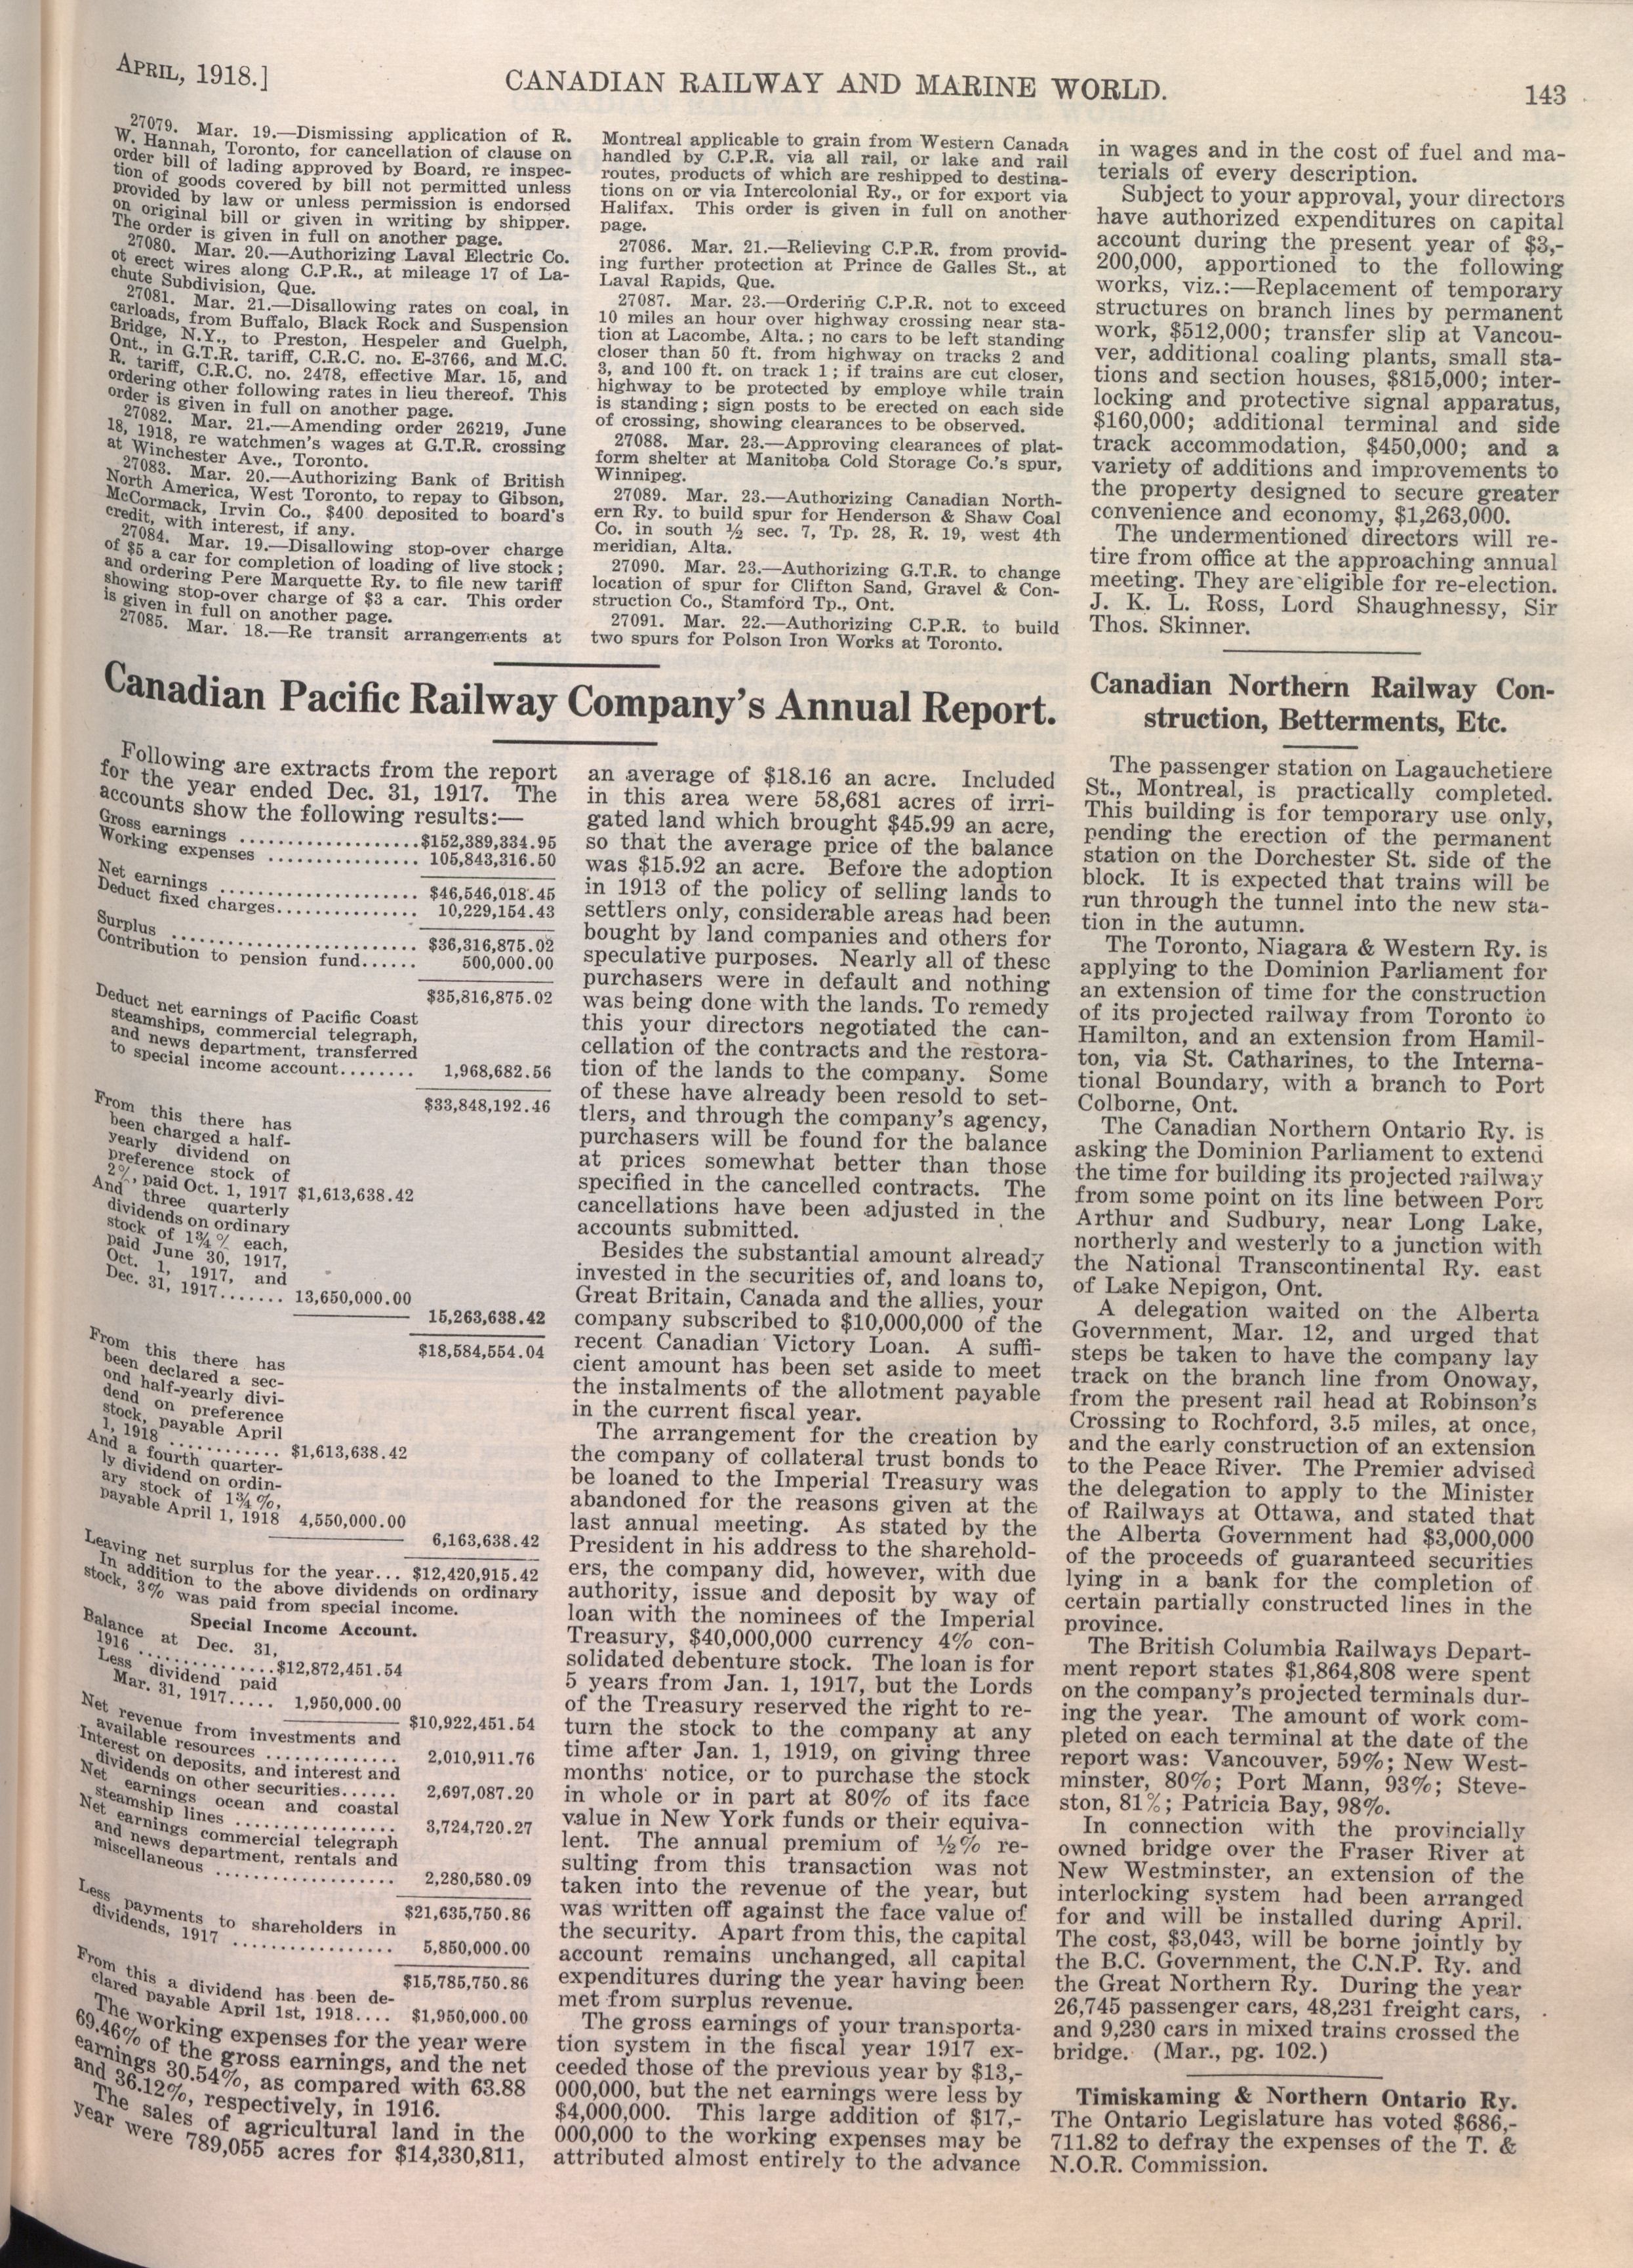 APRIL, 1918.]
CANADIAN RAILWAY AND MARINE WORLD.
143
27079. Mar. 19.—Dismissing application of R.
W. Hannah, Toronto, for cancellation of clause on
order bill of lading approved by Board, re inspec-
tion of goods covered by bill not permitted unless
provided by law or unless permission is endorsed
on original bill or given in writing by shipper.
The order is given in full on another page.
27080. Mar. 20.—Authorizing Laval Electric Co.
ot erect wires along C.P.R., at mileage 17 of La-
chute Subdivision, Que.
27081. Mar. 21.—Disallowing rates on coal, in
carloads, from Buffalo, Black Rock and Suspension
Bridge, N.Y., to Preston, Hespeler and Guelph,
Ont., in G.T.R. tariff, C.R.C. no. E-3766, and M.C.
R. tariff, C.R.C. no. 2478, effective Mar. 15, and
ordering other following rates in lieu thereof. This
order is given in full on another page.
27082. Mar. 21.—Amending order 26219, June
18, 1918, re watchmen's wages at G.T.R. crossing
at Winchester Ave., Toronto.
27083. Mar. 20.—Authorizing Bank of British
North America, West Toronto, to repay to Gibson,
McCormack, Irvin Co., $400 deposited to board's
credit, with interest, if any.
27084. Mar. 19.—Disallowing stop-over charge
of $5 a car for completion of loading of live stock;
and ordering Pere Marquette Ry. to file new tariff
showing stop-over charge of $3 a car. This order
is given in full on another page.
27085. Mar. 18.—Re transit arrangements at
Montreal applicable to grain from Western Canada
handled by C.P.R. via all rail, or lake and rail
routes, products of which are reshipped to destina-
tions on or via Intercolonial Ry., or for export via
Halifax. This order is given in full on another
page.
27086. Mar. 21.—Relieving C.P.R. from provid-
ing further protection at Prince de Galles St., at
Laval Rapids, Que.
27087. Mar. 23.—Ordering C.P.R. not to exceed
10 miles an hour over highway crossing near sta-
tion at Lacombe, Alta.; no cars to be left standing
closer than 50 ft. from highway on tracks 2 and
3, and 100 ft. on track 1; if trains are cut closer,
highway to be protected by employe while train
is standing; sign posts to be erected on each side
of crossing, showing clearances to be observed.
27088. Mar. 23.—Approving clearances of plat-
form shelter at Manitoba Cold Storage Co.'s spur,
Winnipeg.
27089. Mar. 23.—Authorizing Canadian North-
ern Ry. to build spur for Henderson & Shaw Coal
Co. in south ½ sec. 7, Tp. 28, R. 19, west 4th
meridian, Alta.
27090. Mar. 23.—Authorizing G.T.R. to change
location of spur for Clifton Sand, Gravel & Con-
struction Co., Stamford Tp., Ont.
27091. Mar. 22.—Authorizing C.P.R. to build
two spurs for Polson Iron Works at Toronto.
Canadian Pacific Railway Company's Annual Report.
Following are extracts from the report
for the year ended Dec. 31, 1917. The
accounts show the following results:—
Gross earnings ...................$152,389,334.95
Working expenses ................ 105,843,316.50
Net earnings ..................... $46,546,018.45
Deduct fixed charges............... 10,229,154.43
Surplus .......................... $36,316,875.02
Contribution to pension fund...... 500,000.00
$35,816,875.02
Deduct net earnings of Pacific Coast
steamships, commercial telegraph,
and news department, transferred
to special income account........ 1,968,682.56
$33,848,192.46
From this there has
been charged a half-
yearly dividend on
preference stock of
2%, paid Oct. 1, 1917 $1,613,638.42
And three quarterly
dividends on ordinary
stock of 1¾% each,
paid June 30, 1917,
Oct. 1, 1917, and
Dec. 31, 1917....... 13,650,000.00
15,263,638.42
$18,584,554.04
From this there has
been declared a sec-
ond half-yearly divi-
dend on preference
stock, payable April
1, 1918 ............ $1,613,638.42
And a fourth quarter-
ly dividend on ordin-
ary stock of 1¾%,
payable April 1, 1918 4,550,000.00
6,163,638.42
Leaving net surplus for the year... $12,420,915.42
In addition to the above dividends on ordinary
stock, 3% was paid from special income.
Special Income Account.
Balance at Dec. 31,
1916 ..............$12,872,451.54
Less dividend paid
Mar. 31, 1917..... 1,950,000.00
$10,922,451.54
Net revenue from investments and
available resources .............. 2,010,911.76
Interest on deposits, and interest and
dividends on other securities...... 2,697,087.20
Net earnings ocean and coastal
steamship lines ................. 3,724,720.27
Net earnings commercial telegraph
and news department, rentals and
miscellaneous ................... 2,280,580.09
$21,635,750.86
Less payments to shareholders in
dividends, 1917 ................. 5,850,000.00
$15,785,750.86
From this a dividend has been de-
clared payable April 1st, 1918.... $1,950,000.00
The working expenses for the year were
69.46% of the gross earnings, and the net
earnings 30.54%, as compared with 63.88
and 36.12%, respectively, in 1916.
The sales of agricultural land in the
year were 789,055 acres for $14,330,811,
an average of $18.16 an acre. Included
in this area were 58,681 acres of irri-
gated land which brought $45.99 an acre,
so that the average price of the balance
was $15.92 an acre. Before the adoption
in 1913 of the policy of selling lands to
settlers only, considerable areas had been
bought by land companies and others for
speculative purposes. Nearly all of these
purchasers were in default and nothing
was being done with the lands. To remedy
this your directors negotiated the can-
cellation of the contracts and the restora-
tion of the lands to the company. Some
of these have already been resold to set-
tlers, and through the company's agency,
purchasers will be found for the balance
at prices somewhat better than those
specified in the cancelled contracts. The
cancellations have been adjusted in the
accounts submitted.
Besides the substantial amount already
invested in the securities of, and loans to,
Great Britain, Canada and the allies, your
company subscribed to $10,000,000 of the
recent Canadian Victory Loan. A suffi-
cient amount has been set aside to meet
the instalments of the allotment payable
in the current fiscal year.
The arrangement for the creation by
the company of collateral trust bonds to
be loaned to the Imperial Treasury was
abandoned for the reasons given at the
last annual meeting. As stated by the
President in his address to the sharehold-
ers, the company did, however, with due
authority, issue and deposit by way of
loan with the nominees of the Imperial
Treasury, $40,000,000 currency 4% con-
solidated debenture stock. The loan is for
5 years from Jan. 1, 1917, but the Lords
of the Treasury reserved the right to re-
turn the stock to the company at any
time after Jan. 1, 1919, on giving three
months' notice, or to purchase the stock
in whole or in part at 80% of its face
value in New York funds or their equiva-
lent. The annual premium of ½% re-
sulting from this transaction was not
taken into the revenue of the year, but
was written off against the face value of
the security. Apart from this, the capital
account remains unchanged, all capital
expenditures during the year having been
met from surplus revenue.
The gross earnings of your transporta-
tion system in the fiscal year 1917 ex-
ceeded those of the previous year by $13,-
000,000, but the net earnings were less by
$4,000,000. This large addition of $17,-
000,000 to the working expenses may be
attributed almost entirely to the advance
in wages and in the cost of fuel and ma-
terials of every description.
Subject to your approval, your directors
have authorized expenditures on capital
account during the present year of $3,-
200,000, apportioned to the following
works, viz.:—Replacement of temporary
structures on branch lines by permanent
work, $512,000; transfer slip at Vancou-
ver, additional coaling plants, small sta-
tions and section houses, $815,000; inter-
locking and protective signal apparatus,
$160,000; additional terminal and side
track accommodation, $450,000; and a
variety of additions and improvements to
the property designed to secure greater
convenience and economy, $1,263,000.
The undermentioned directors will re-
tire from office at the approaching annual
meeting. They are eligible for re-election.
J. K. L. Ross, Lord Shaughnessy, Sir
Thos. Skinner.
Canadian Northern Railway Con-
struction, Betterments, Etc.
The passenger station on Lagauchetiere
St., Montreal, is practically completed.
This building is for temporary use only,
pending the erection of the permanent
station on the Dorchester St. side of the
block. It is expected that trains will be
run through the tunnel into the new sta-
tion in the autumn.
The Toronto, Niagara & Western Ry. is
applying to the Dominion Parliament for
an extension of time for the construction
of its projected railway from Toronto to
Hamilton, and an extension from Hamil-
ton, via St. Catharines, to the Interna-
tional Boundary, with a branch to Port
Colborne, Ont.
The Canadian Northern Ontario Ry. is
asking the Dominion Parliament to extend
the time for building its projected railway
from some point on its line between Port
Arthur and Sudbury, near Long Lake,
northerly and westerly to a junction with
the National Transcontinental Ry. east
of Lake Nepigon, Ont.
A delegation waited on the Alberta
Government, Mar. 12, and urged that
steps be taken to have the company lay
track on the branch line from Onoway,
from the present rail head at Robinson's
Crossing to Rochford, 3.5 miles, at once,
and the early construction of an extension
to the Peace River. The Premier advised
the delegation to apply to the Minister
of Railways at Ottawa, and stated that
the Alberta Government had $3,000,000
of the proceeds of guaranteed securities
lying in a bank for the completion of
certain partially constructed lines in the
province.
The British Columbia Railways Depart-
ment report states $1,864,808 were spent
on the company's projected terminals dur-
ing the year. The amount of work com-
pleted on each terminal at the date of the
report was: Vancouver, 59%; New West-
minster, 80%; Port Mann, 93%; Steve-
ston, 81%; Patricia Bay, 98%.
In connection with the provincially
owned bridge over the Fraser River at
New Westminster, an extension of the
interlocking system had been arranged
for and will be installed during April.
The cost, $3,043, will be borne jointly by
the B.C. Government, the C.N.P. Ry. and
the Great Northern Ry. During the year
26,745 passenger cars, 48,231 freight cars,
and 9,230 cars in mixed trains crossed the
bridge. (Mar., pg. 102.)
Timiskaming & Northern Ontario Ry.
The Ontario Legislature has voted $686,-
711.82 to defray the expenses of the T. &
N.O.R. Commission.